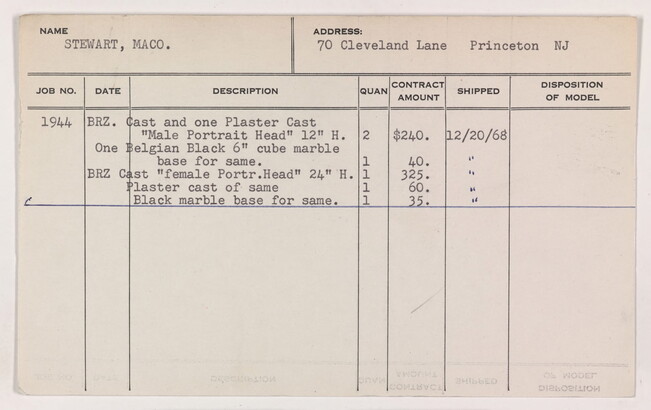 NAME
STEWART, MACO.
ADDRESS:
70 Cleveland Lane Princeton NJ
JOB NO. DATE DESCRIPTION QUAN CONTRACT AMOUNT SHIPPED DISPOSITION OF MODEL
1944 BRZ. Cast and one Plaster Cast
"Male Portrait Head" 12" H. 2 $240. 12/20/68
One Belgian Black 6" cube marble
base for same. 1 40. "
BRZ Cast "female Portr.Head" 24" H. 1 325. "
Plaster cast of same 1 60. "
Black marble base for same. 1 35. "